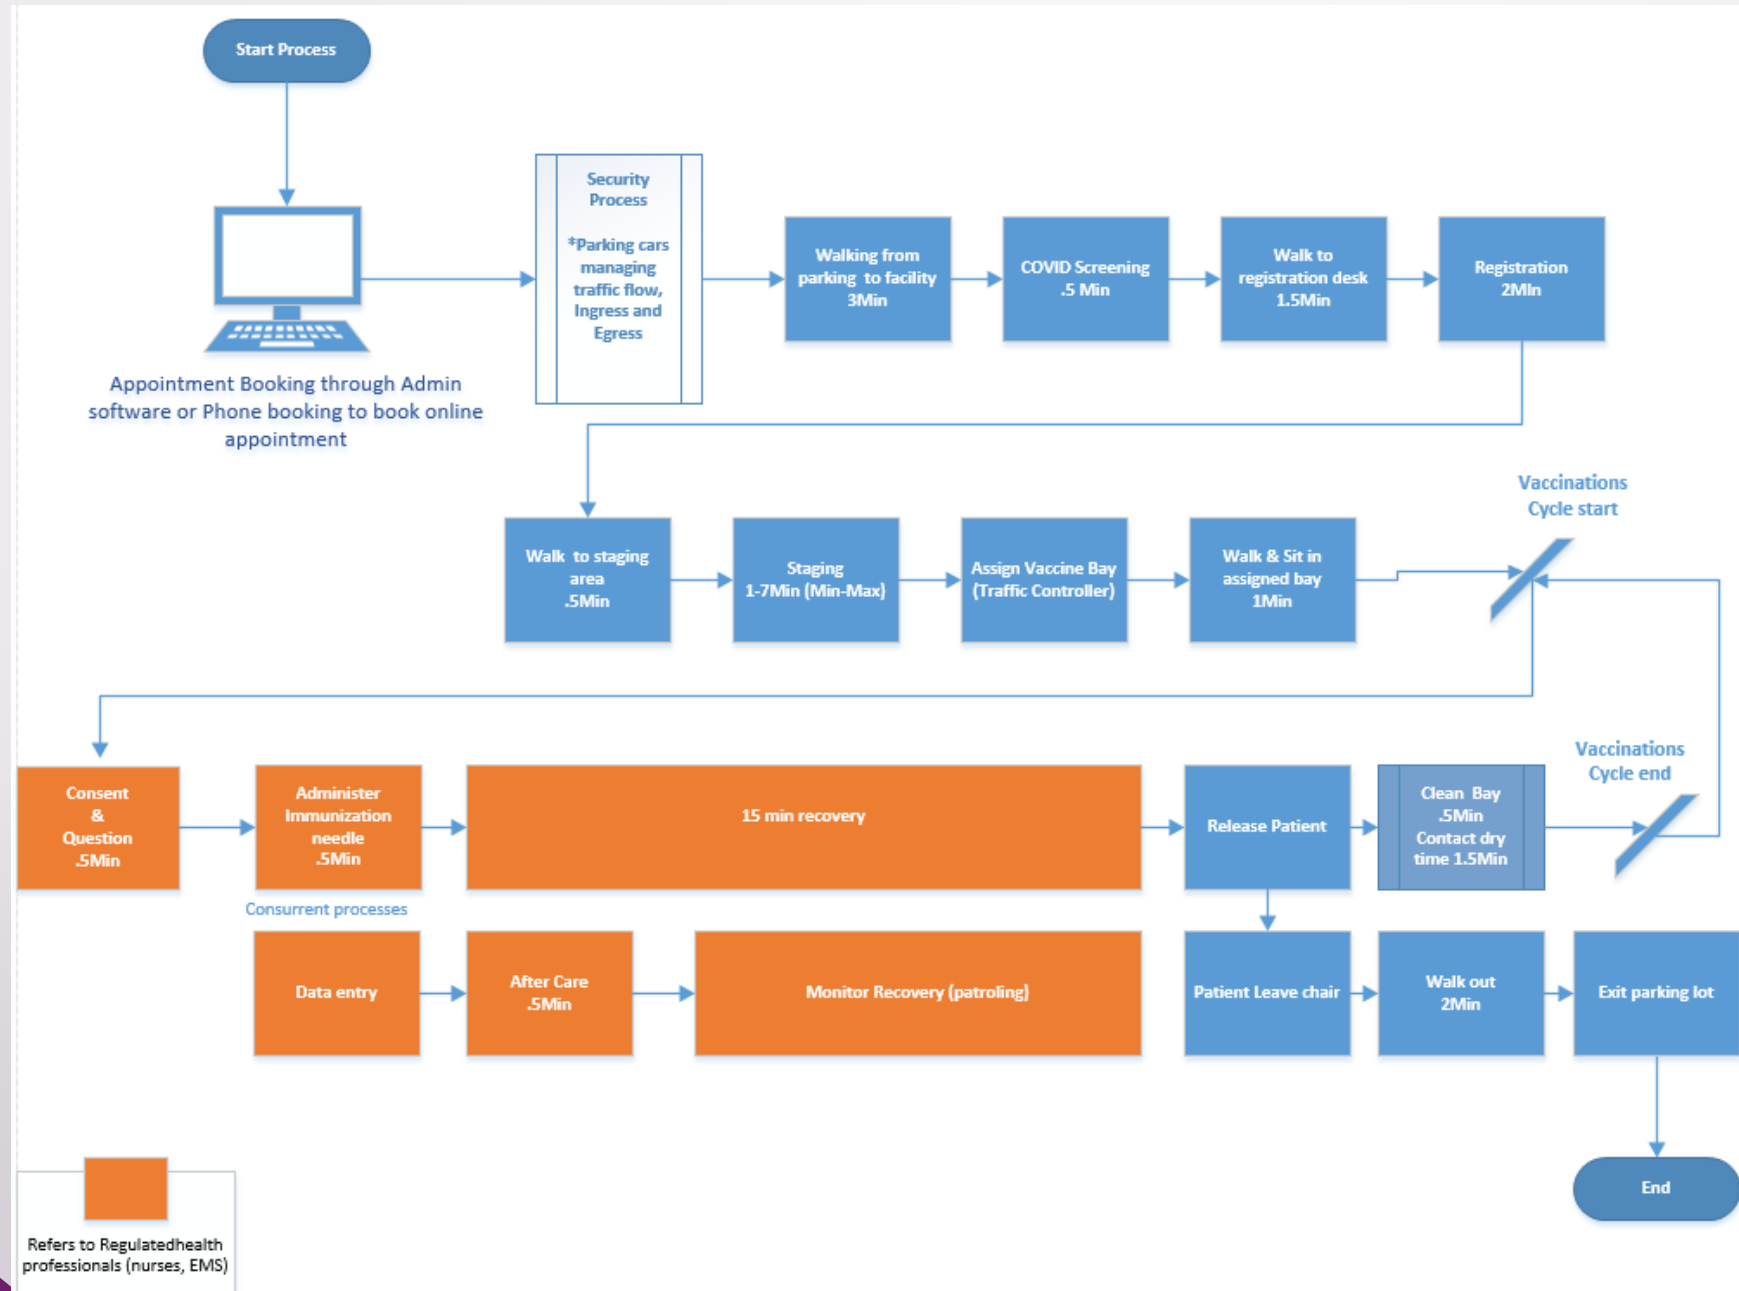 Start Process
Security
Process
*Parking cars
managing
traffic flow,
Ingress and
Egress
Walking from
parking to facility
3Min
COVID Screening
.5 Min
Walk to
registration desk
1.5Min
Registration
2MIn
Appointment Booking through Admin
software or Phone booking to book online
appointment
Vaccinations
Cycle start
Walk to staging
area
.5Min
Staging
1-7Min (Min-Max)
Assign Vaccine Bay
(Traffic Controller)
Walk & Sit in
assigned bay
1Min
Vaccinations
Cycle end
Consent
&
Question
.5Min
Administer
Immunization
needle
.5Min
15 min recovery
Release Patient
Clean Bay
.5Min
Contact dry
time 1.5Min
Consurrent processes
Data entry
After Care
.5Min
Monitor Recovery (patroling)
Patient Leave chair
Walk out
2Min
Exit parking lot
End
Refers to Regulatedhealth
professionals (nurses, EMS)